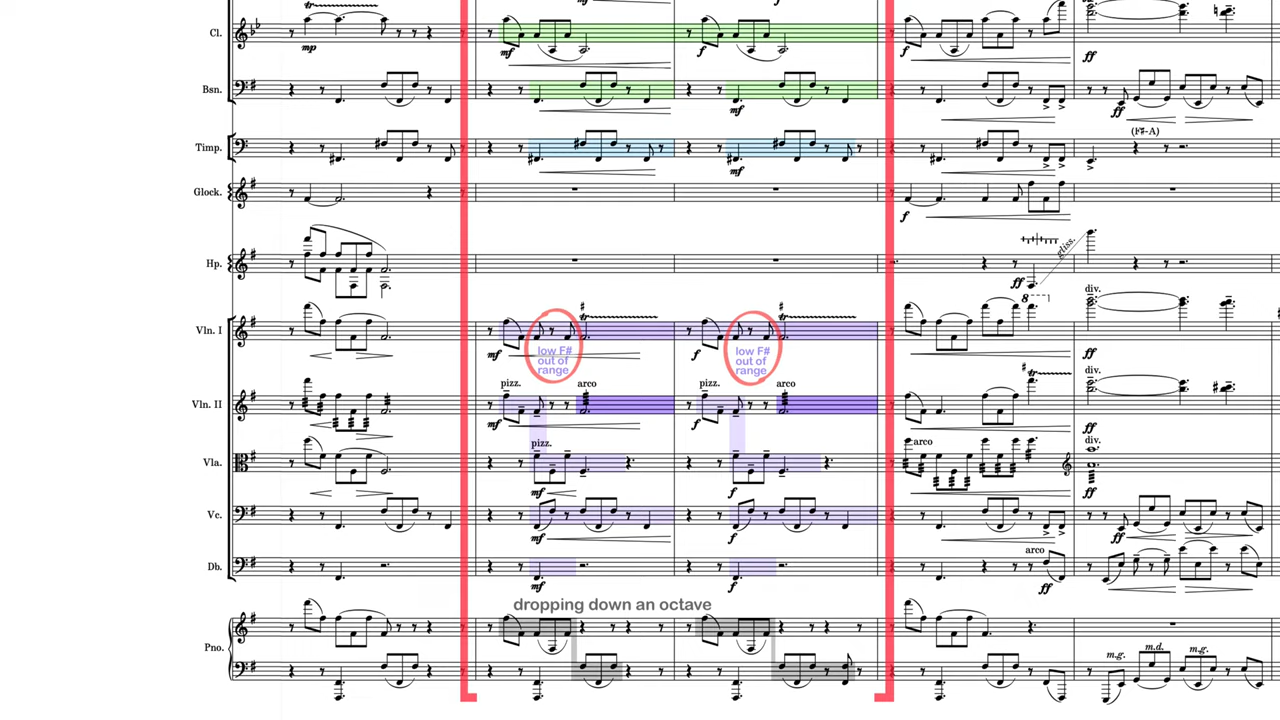 Cl.
mp
mf
f
f
ff
Bsn.
mf
ff
(F♯-A)
Timp.
mf
Glock.
f
Hp.
gliss.
ff
8
div.
Vln. I
low F#
out of
range
low F#
out of
range
mf
f
ff
pizz.
arco
pizz.
arco
div.
Vln. II
mf
f
ff
pizz.
arco
div.
Vla.
mf
f
ff
Vc.
mf
f
ff
arco
Db.
mf
f
ff
dropping down an octave
Pno.
m.g.
m.d.
m.g.